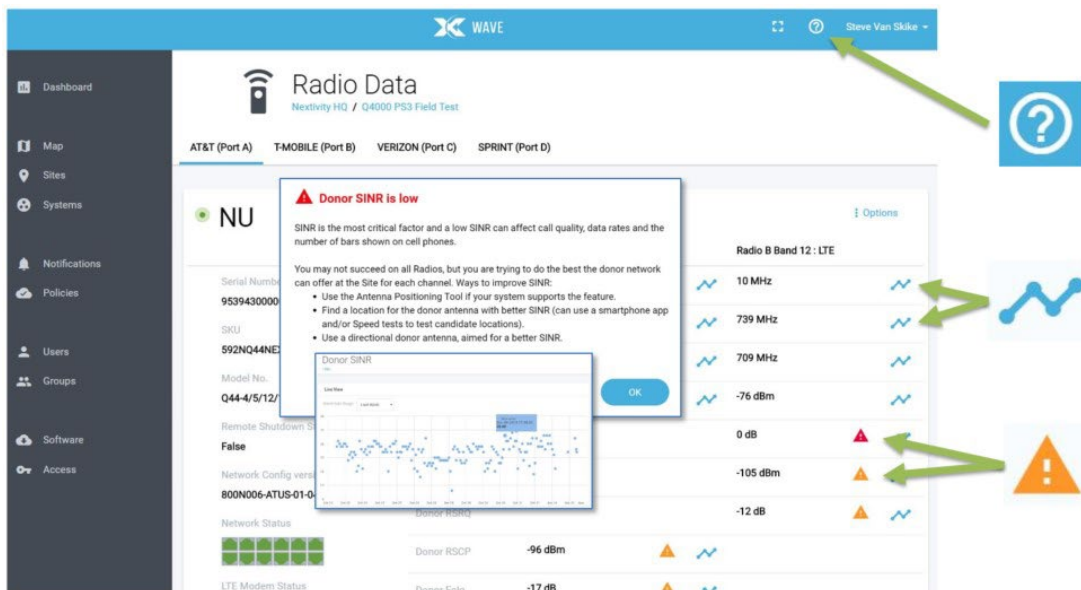 WAVE
Steve Van Skike
Dashboard
Map
Sites
Systems
Notifications
Policies
Users
Groups
Software
Access
Radio Data
Nextivity HQ / Q4000 PS3 Field Test
AT&T (Port A) T-MOBILE (Port B) VERIZON (Port C) SPRINT (Port D)
NU
Options
Radio B Band 12 : LTE
Donor SINR is low
SINR is the most critical factor and a low SINR can affect call quality, data rates and the
number of bars shown on cell phones.
You may not succeed on all Radios, but you are trying to do the best the donor network
can offer at the Site for each channel. Ways to improve SINR:
• Use the Antenna Positioning Tool if your system supports the feature.
• Find a location for the donor antenna with better SINR (can use a smartphone app
and/or Speed tests to test candidate locations).
• Use a directional donor antenna, aimed for a better SINR.
OK
Donor SINR
Live View
Serial Numbe
9539430000
SKU
592NQ44NE
Model No.
Q44-4/5/12/
Remote Shutdown S
False
Network Config vers
800N006-ATUS-01-0
Network Status
LTE Modem Status
10 MHz
739 MHz
709 MHz
-76 dBm
0 dB
-105 dBm
Donor RSRQ
-12 dB
Donor RSCP
-96 dBm
-17 dB